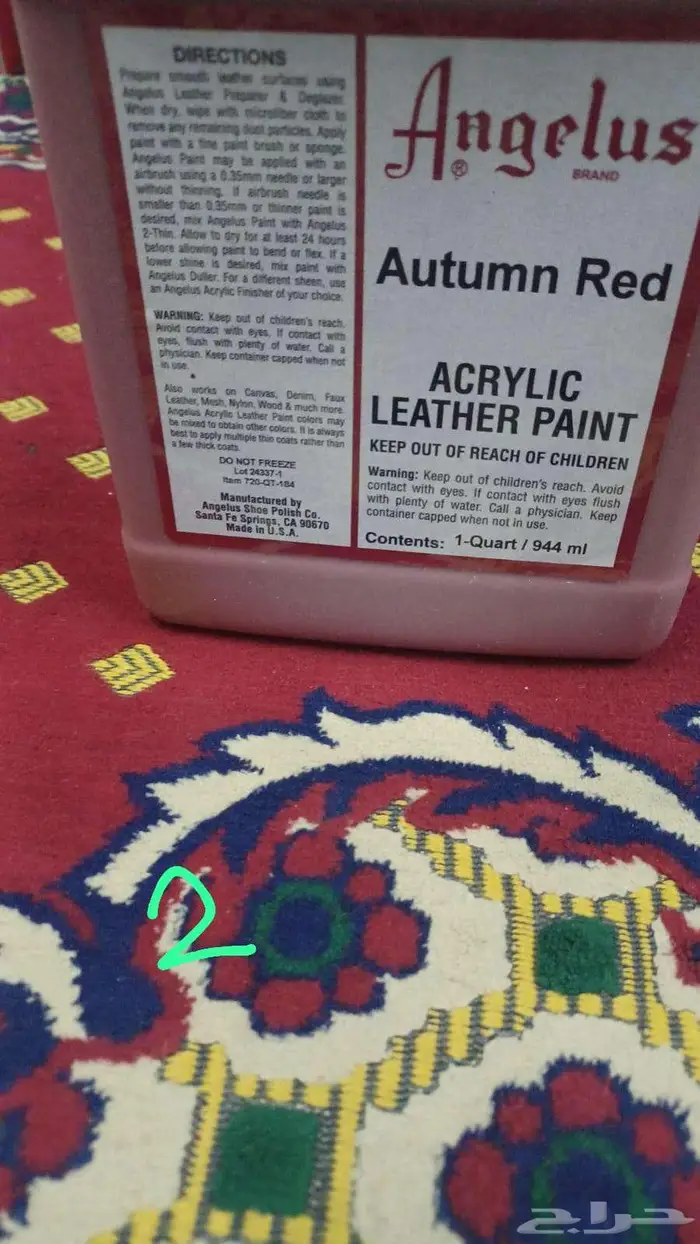 DIRECTIONS
Prepare smooth leather surfaces using
Angelus Leather Preparer & Deglazer.
When dry, wipe with microfiber cloth to
remove any remaining dust particles. Apply
paint with a fine paint brush or sponge.
Angelus Paint may be applied with an
airbrush using a 0.35mm needle or larger
without thinning. If airbrush needle is
smaller than 0.35mm or thinner paint is
desired, mix Angelus Paint with Angelus
2-Thin. Allow to dry for at least 24 hours
before allowing paint to bend or flex. If a
lower shine is desired, mix paint with
Angelus Duller. For a different sheen, use
an Angelus Acrylic Finisher of your choice.
WARNING: Keep out of children's reach.
Avoid contact with eyes. If contact with
eyes, flush with plenty of water. Call a
physician. Keep container capped when not
in use.
Also works on Canvas, Denim, Faux
Leather, Mesh, Nylon, Wood & much more.
Angelus Acrylic Leather Paint colors may
be mixed to obtain other colors. It is always
best to apply multiple thin coats rather than
a few thick coats.
DO NOT FREEZE
Lot 24337-1
Item 720-QT-184
Manufactured by
Angelus Shoe Polish Co.
Santa Fe Springs, CA 90670
Made in U.S.A.
Angelus®
BRAND
Autumn Red
ACRYLIC
LEATHER PAINT
KEEP OUT OF REACH OF CHILDREN
Warning: Keep out of children's reach. Avoid
contact with eyes. If contact with eyes flush
with plenty of water. Call a physician. Keep
container capped when not in use.
Contents: 1-Quart / 944 ml
2
حراج